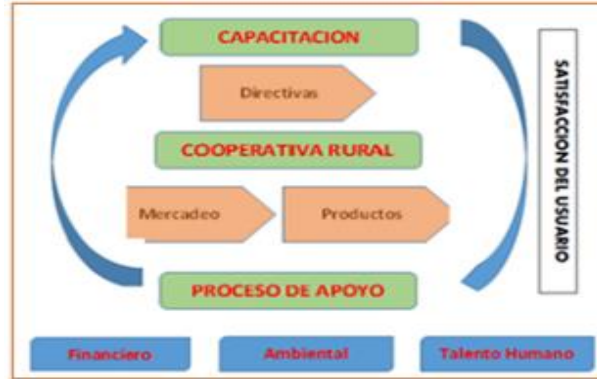 CAPACITACION
Directivas
COOPERATIVA RURAL
Mercadeo
Productos
PROCESO DE APOYO
SATISFACCION DEL USUARIO
Financiero
Ambiental
Talento Humano